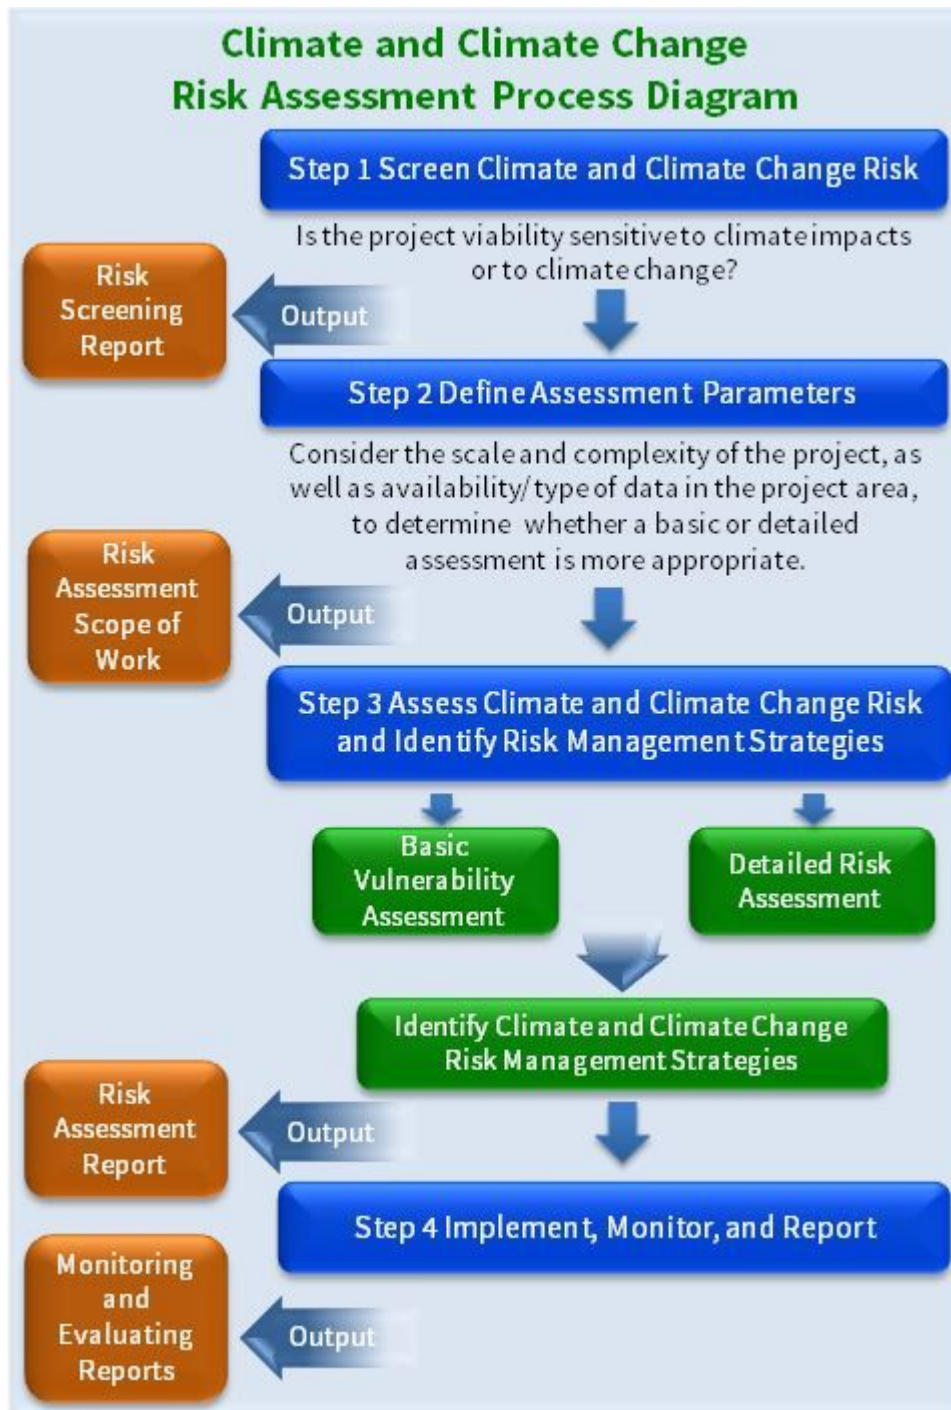 Climate and Climate Change
Risk Assessment Process Diagram
Step 1 Screen Climate and Climate Change Risk
Is the project viability sensitive to climate impacts
or to climate change?
Risk
Screening
Report
Output
Step 2 Define Assessment Parameters
Consider the scale and complexity of the project, as
well as availability/type of data in the project area,
to determine whether a basic or detailed
assessment is more appropriate.
Risk
Assessment
Scope of
Work
Output
Step 3 Assess Climate and Climate Change Risk
and Identify Risk Management Strategies
Basic
Vulnerability
Assessment
Detailed Risk
Assessment
Identify Climate and Climate Change
Risk Management Strategies
Risk
Assessment
Report
Output
Step 4 Implement, Monitor, and Report
Monitoring
and
Evaluating
Reports
Output